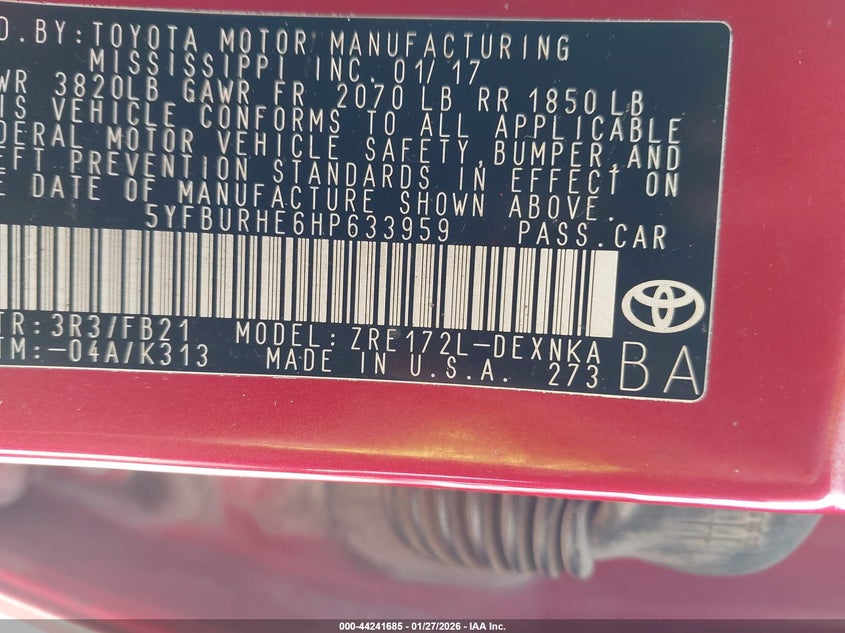 D.BY:TOYOTA MOTOR MANUFACTURING
MISSISSIPPI INC. 01/17
WR 3820LB GAWR FR 2070 LB RR 1850 LB
IS VEHICLE CONFORMS TO ALL APPLICABLE
DERAL MOTOR VEHICLE SAFETY,BUMPER,AND
EFT PREVENTION STANDARDS IN EFFECT ON
E DATE OF MANUFACTURE SHOWN ABOVE.
5YFBURHE6HP633959 PASS.CAR
TR:3R3/FB21 MODEL:ZRE172L-DEXNKA
TM:-04A/K313 MADE IN U.S.A. 273 BA
000-44241685 - 01/27/2026 - IAA Inc.